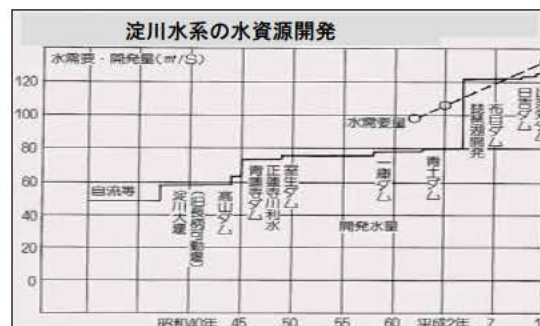 淀川水系の水資源開発
水需要・開発量(㎥/S)
120
100
80
60
40
20
0
水需要量
自流等
淀川大堰
(旧長柄可動堰)
高山ダム
青蓮寺ダム
正蓮寺川利水
室生ダム
一庫ダム
青土ダム
琵琶湖開発
布目ダム
日吉ダム
開発水量
昭和40年 45 50 55 60 平成2年 7